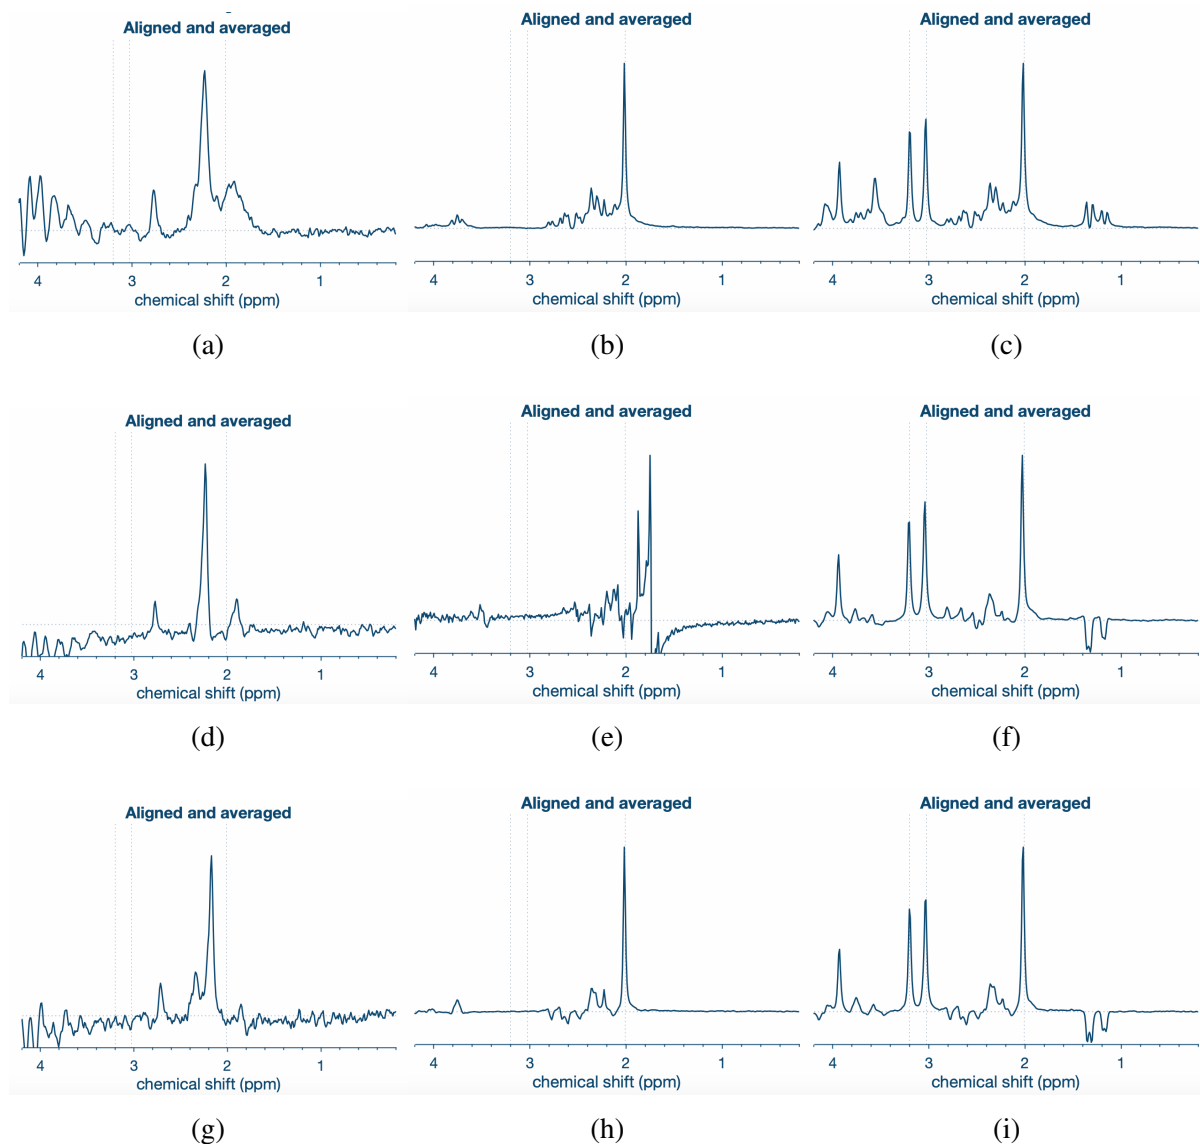 Aligned and averaged
4 3 2 1
chemical shift (ppm)
(a)
Aligned and averaged
4 3 2 1
chemical shift (ppm)
(b)
Aligned and averaged
4 3 2 1
chemical shift (ppm)
(c)
Aligned and averaged
4 3 2 1
chemical shift (ppm)
(d)
Aligned and averaged
4 3 2 1
chemical shift (ppm)
(e)
Aligned and averaged
4 3 2 1
chemical shift (ppm)
(f)
Aligned and averaged
4 3 2 1
chemical shift (ppm)
(g)
Aligned and averaged
4 3 2 1
chemical shift (ppm)
(h)
Aligned and averaged
4 3 2 1
chemical shift (ppm)
(i)